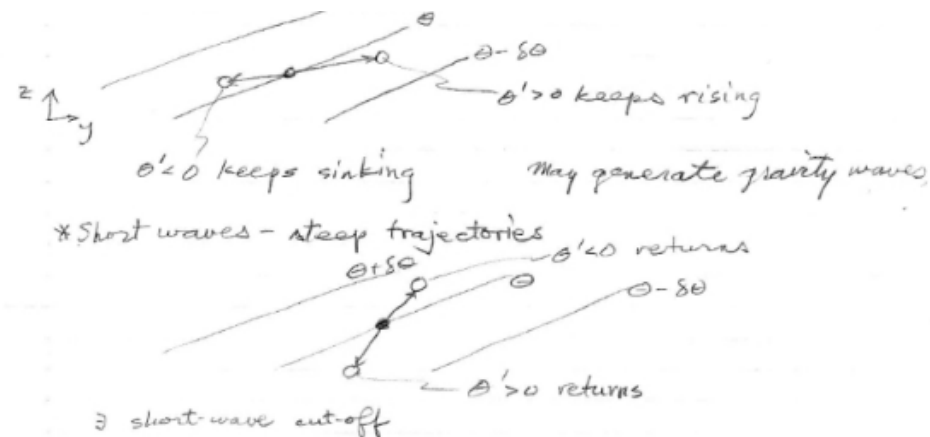 θ
θ-δθ
z
y
θ'>0 keeps rising
θ'<0 keeps sinking
May generate gravity waves,
*Short waves - steep trajectories
θ'<0 returns
θ+δθ
θ
θ-δθ
θ'>0 returns
∃ short-wave cut-off